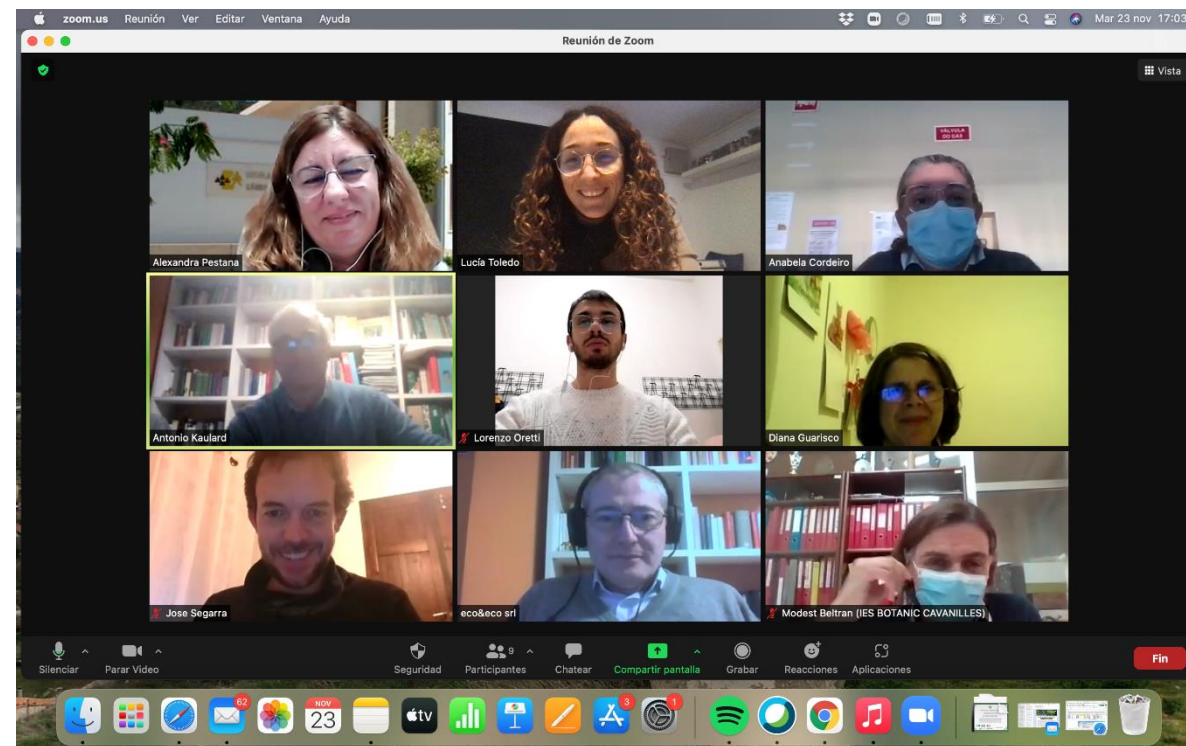 zoom.us Reunión Ver Editar Ventana Ayuda Mar 23 nov 17:03
Reunión de Zoom
Vista
VÁLVULA
DO GÁS
Alexandra Pestana Lucía Toledo Anabela Cordeiro
Antonio Kaulard Lorenzo Oretti Diana Guarisco
Jose Segarra eco&eco srl Modest Beltran (IES BOTANIC CAVANILLES)
9
Silenciar Parar Video Seguridad Participantes Chatear Compartir pantalla Grabar Reacciones Aplicaciones Fin
62 NOV 3 1
23 tv